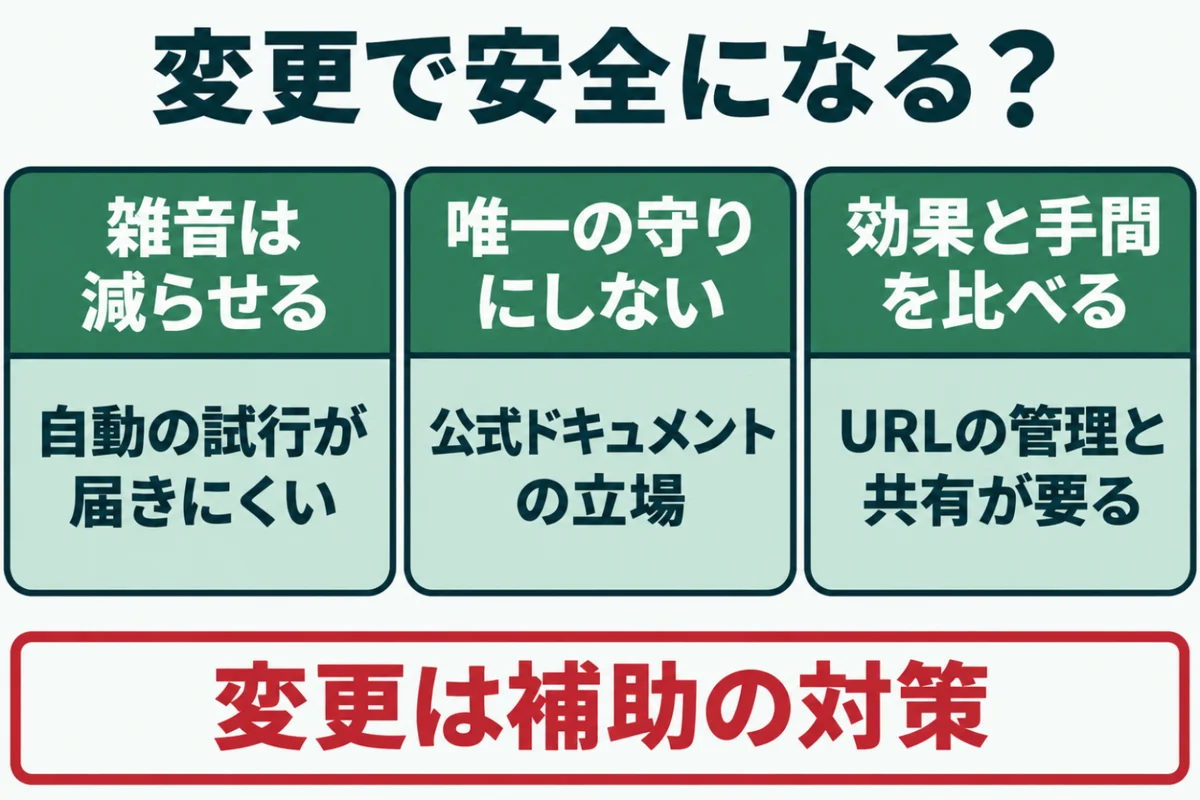 変更で安全になる？
雑音は
減らせる
自動の試行が
届きにくい
唯一の守り
にしない
公式ドキュメント
の立場
効果と手間
を比べる
URLの管理と
共有が要る
変更は補助の対策